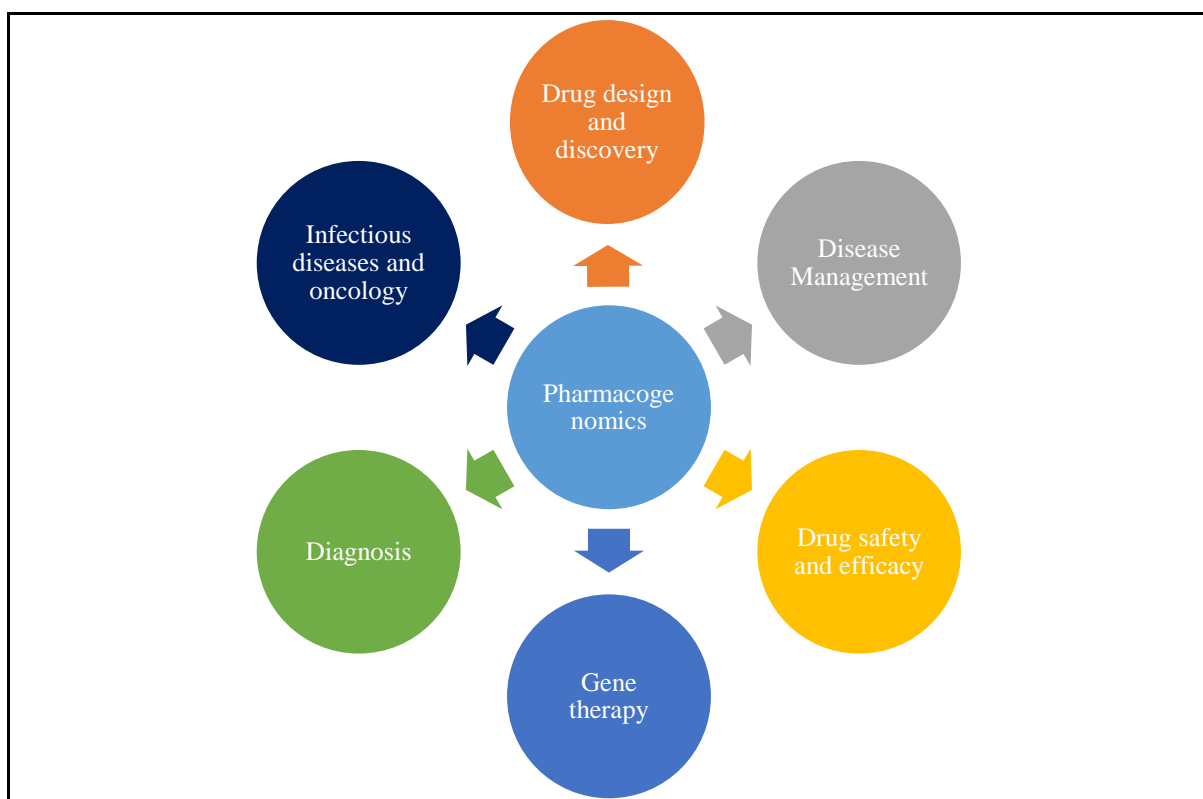 Drug design
and
discovery
Infectious
diseases and
oncology
Disease
Management
Pharmacoge
nomics
Diagnosis
Drug safety
and efficacy
Gene
therapy